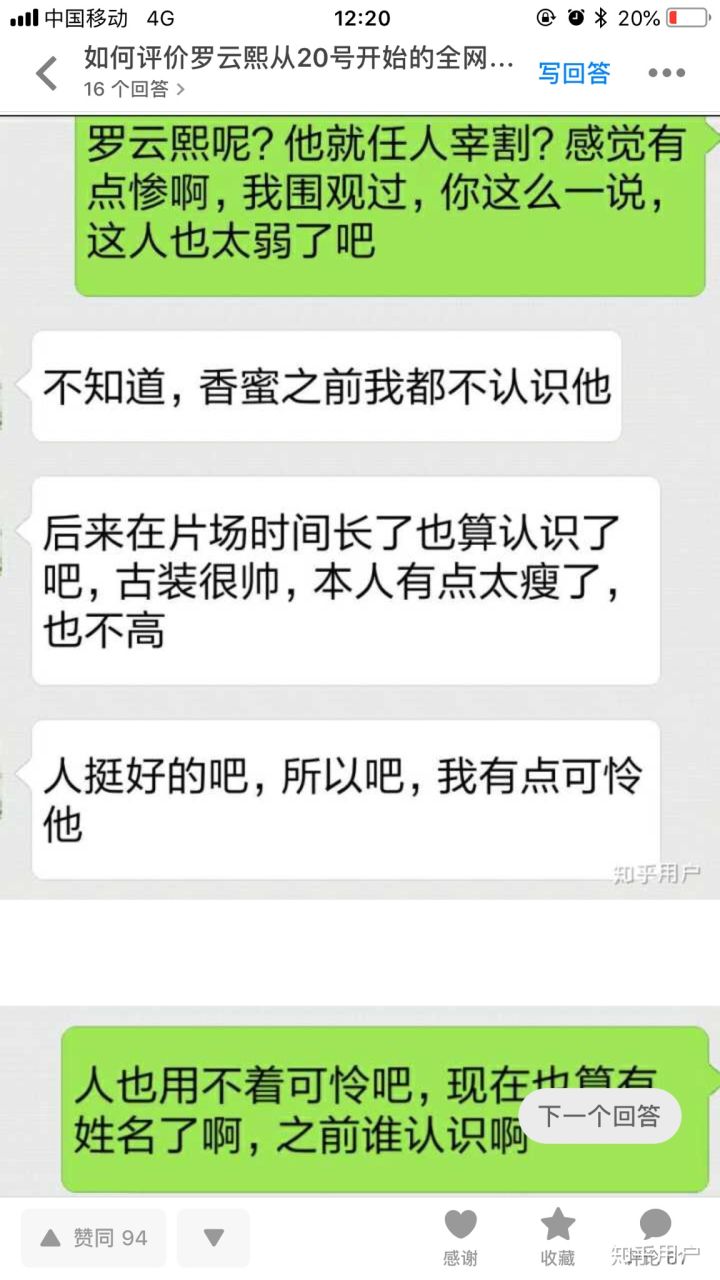 中国移动 4G 12:20 20%
如何评价罗云熙从20号开始的全网...
16 个回答
写回答
罗云熙呢？他就任人宰割？感觉有
点惨啊，我围观过，你这么一说，
这人也太弱了吧
不知道，香蜜之前我都不认识他
后来在片场时间长了也算认识了
吧，古装很帅，本人有点太瘦了，
也不高
人挺好的吧，所以吧，我有点可怜
他
知乎用户
人也用不着可怜吧，现在也算有
姓名了啊，之前谁认识啊
下一个回答
赞同 94
感谢
收藏
知乎用户